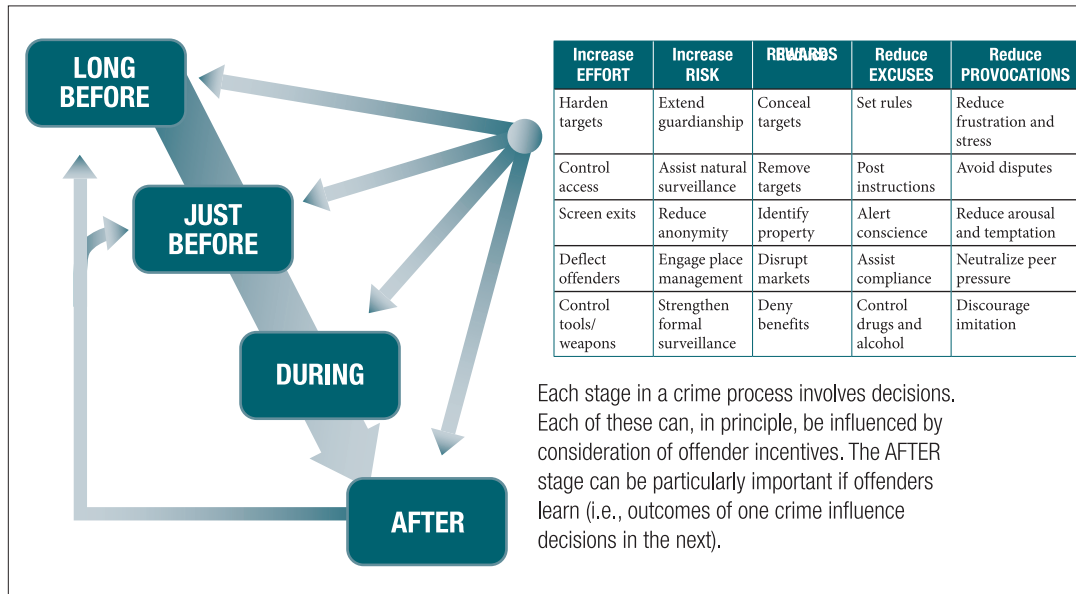 LONG
BEFORE
JUST
BEFORE
DURING
AFTER
Increase
EFFORT
Increase
RISK
REWARDS
Reduce
EXCUSES
Reduce
PROVOCATIONS
Harden
targets
Extend
guardianship
Conceal
targets
Set rules
Reduce
frustration and
stress
Control
access
Assist natural
surveillance
Remove
targets
Post
instructions
Avoid disputes
Screen exits
Reduce
anonymity
Identify
property
Alert
conscience
Reduce arousal
and temptation
Deflect
offenders
Engage place
management
Disrupt
markets
Assist
compliance
Neutralize peer
pressure
Control
tools/
weapons
Strengthen
formal
surveillance
Deny
benefits
Control
drugs and
alcohol
Discourage
imitation
Each stage in a crime process involves decisions.
Each of these can, in principle, be influenced by
consideration of offender incentives. The AFTER
stage can be particularly important if offenders
learn (i.e., outcomes of one crime influence
decisions in the next).